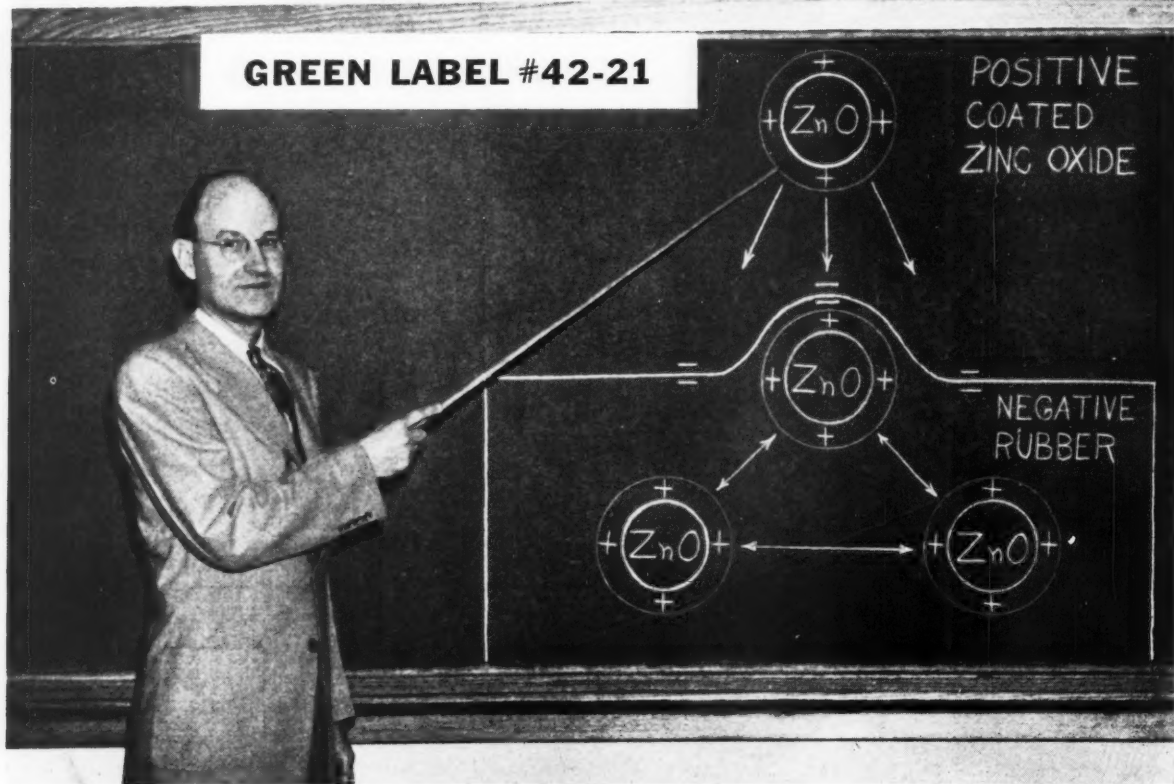 GREEN LABEL #42-21
POSITIVE
COATED
ZINC OXIDE
+
+ ZnO +
+
=
+
+ ZnO +
+
=
=
NEGATIVE
RUBBER
+
+ ZnO +
+
+
+ ZnO +
+